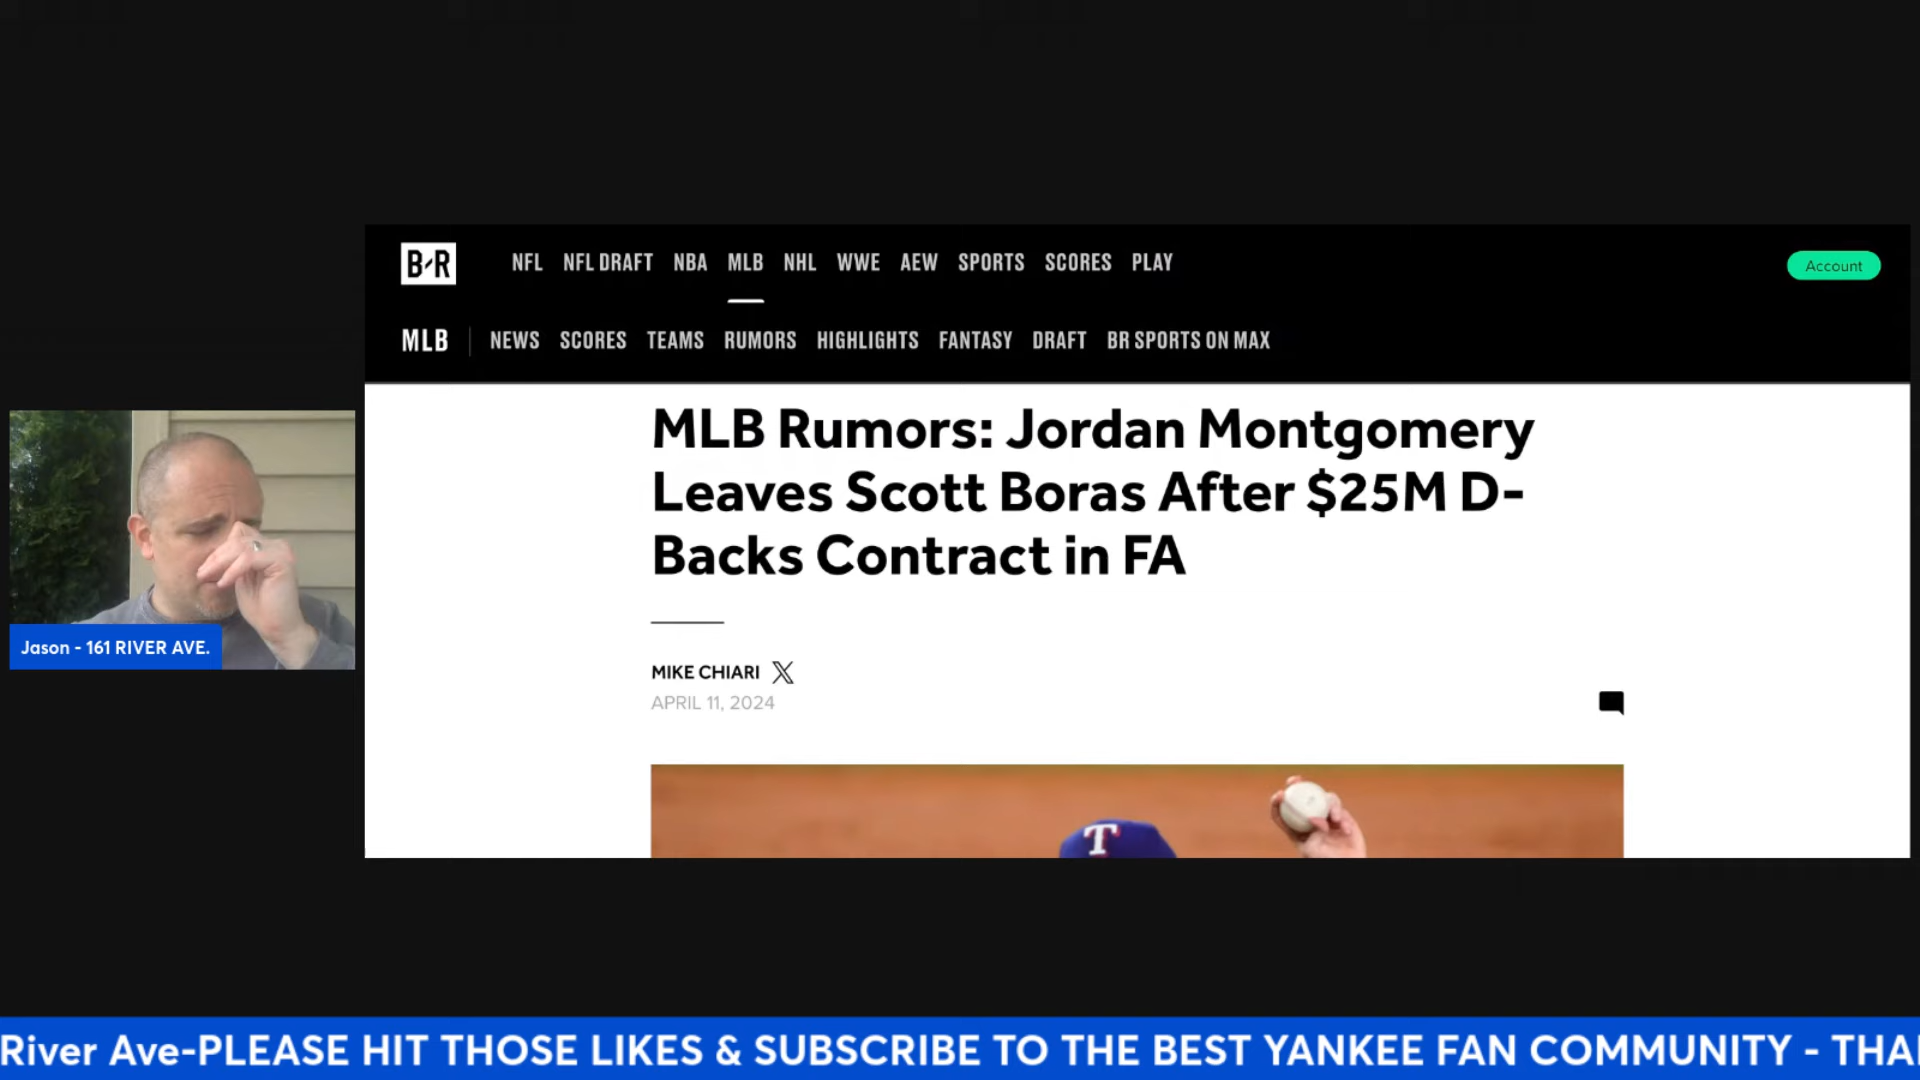 B/R
NFL NFL DRAFT NBA MLB NHL WWE AEW SPORTS SCORES PLAY
Account
MLB NEWS SCORES TEAMS RUMORS HIGHLIGHTS FANTASY DRAFT BR SPORTS ON MAX
MLB Rumors: Jordan Montgomery
Leaves Scott Boras After $25M D-
Backs Contract in FA
MIKE CHIARI
APRIL 11, 2024
T
Jason - 161 RIVER AVE.
River Ave-PLEASE HIT THOSE LIKES & SUBSCRIBE TO THE BEST YANKEE FAN COMMUNITY - THA